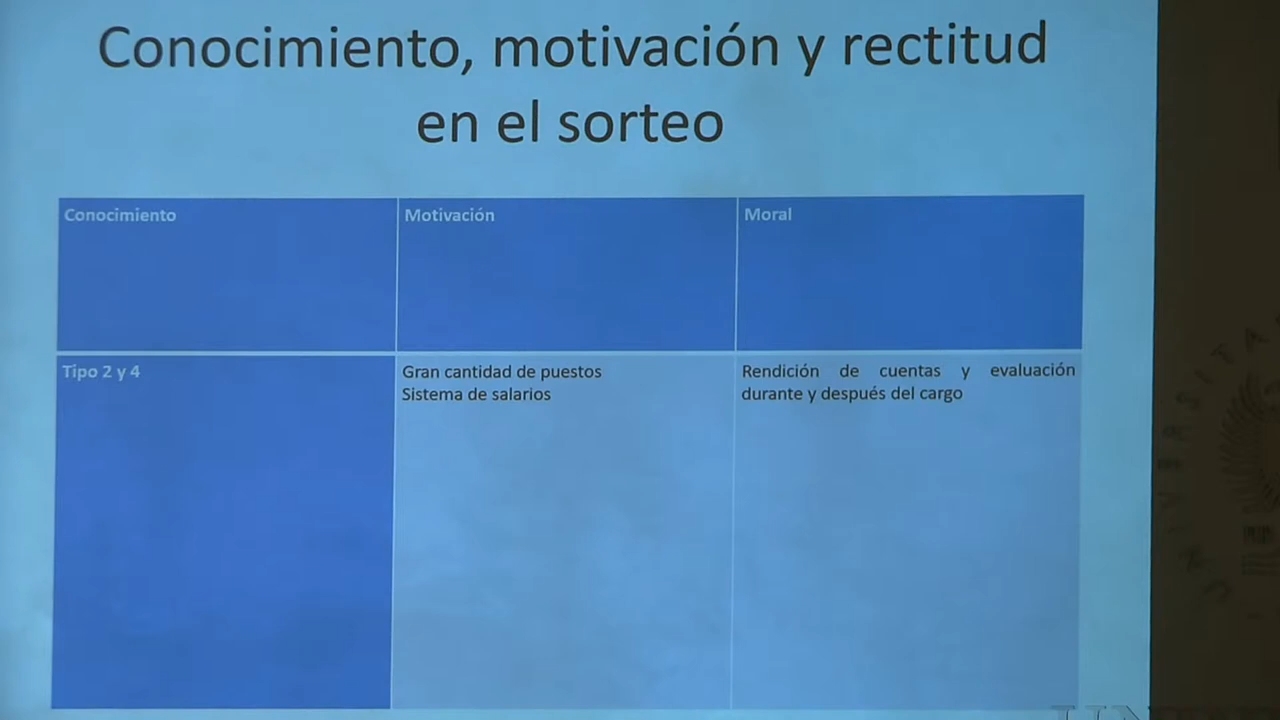 Conocimiento, motivación y rectitud
en el sorteo
Conocimiento
Motivación
Moral
Tipo 2 y 4
Gran cantidad de puestos
Sistema de salarios
Rendición de cuentas y evaluación
durante y después del cargo